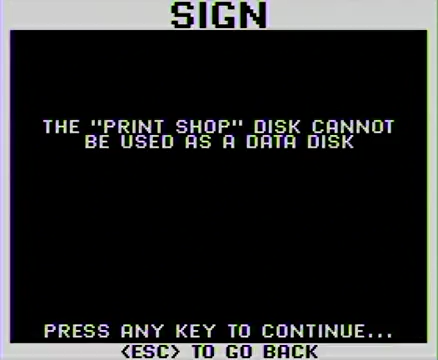 SIGN
THE "PRINT SHOP" DISK CANNOT
BE USED AS A DATA DISK
PRESS ANY KEY TO CONTINUE...
<ESC> TO GO BACK